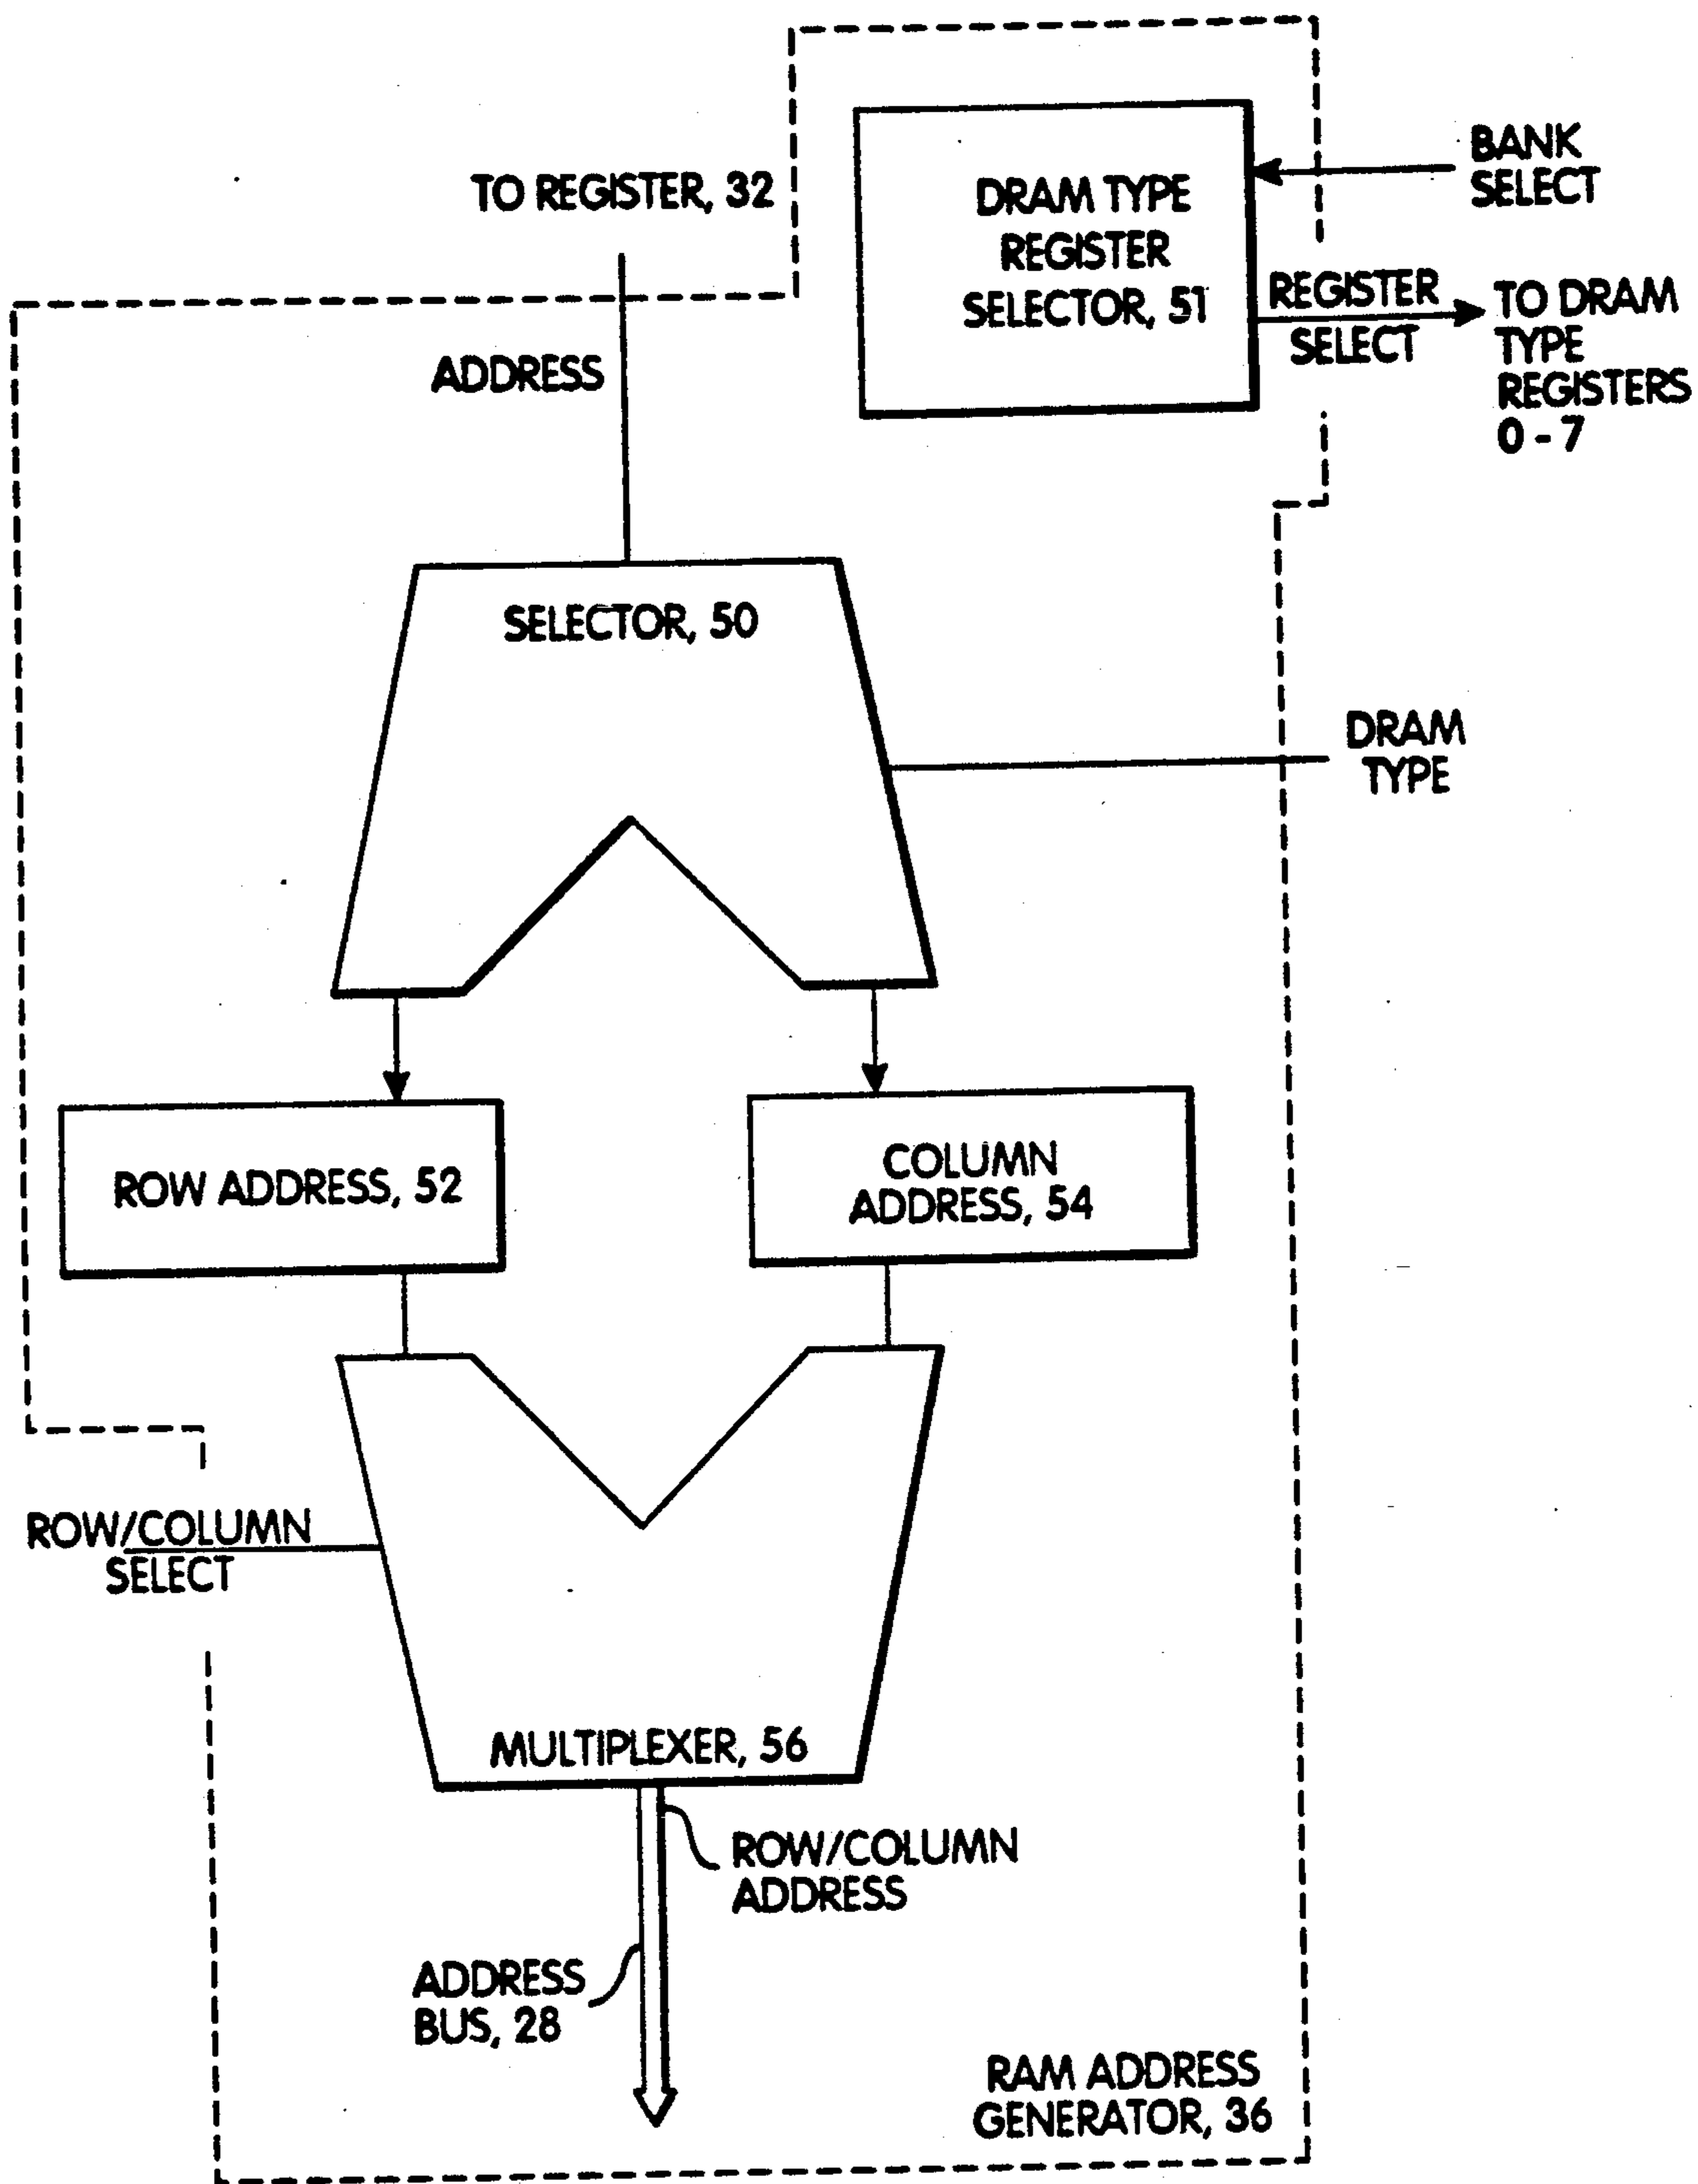 BANK
SELECT
TO REGISTER, 32
DRAM TYPE
REGISTER
SELECTOR, 51
REGISTER
SELECT
TO DRAM
TYPE
REGISTERS
0 - 7
ADDRESS
SELECTOR, 50
DRAM
TYPE
ROW ADDRESS, 52
COLUMN
ADDRESS, 54
ROW/COLUMN
SELECT
MULTIPLEXER, 56
ROW/COLUMN
ADDRESS
ADDRESS
BUS, 28
RAM ADDRESS
GENERATOR, 36